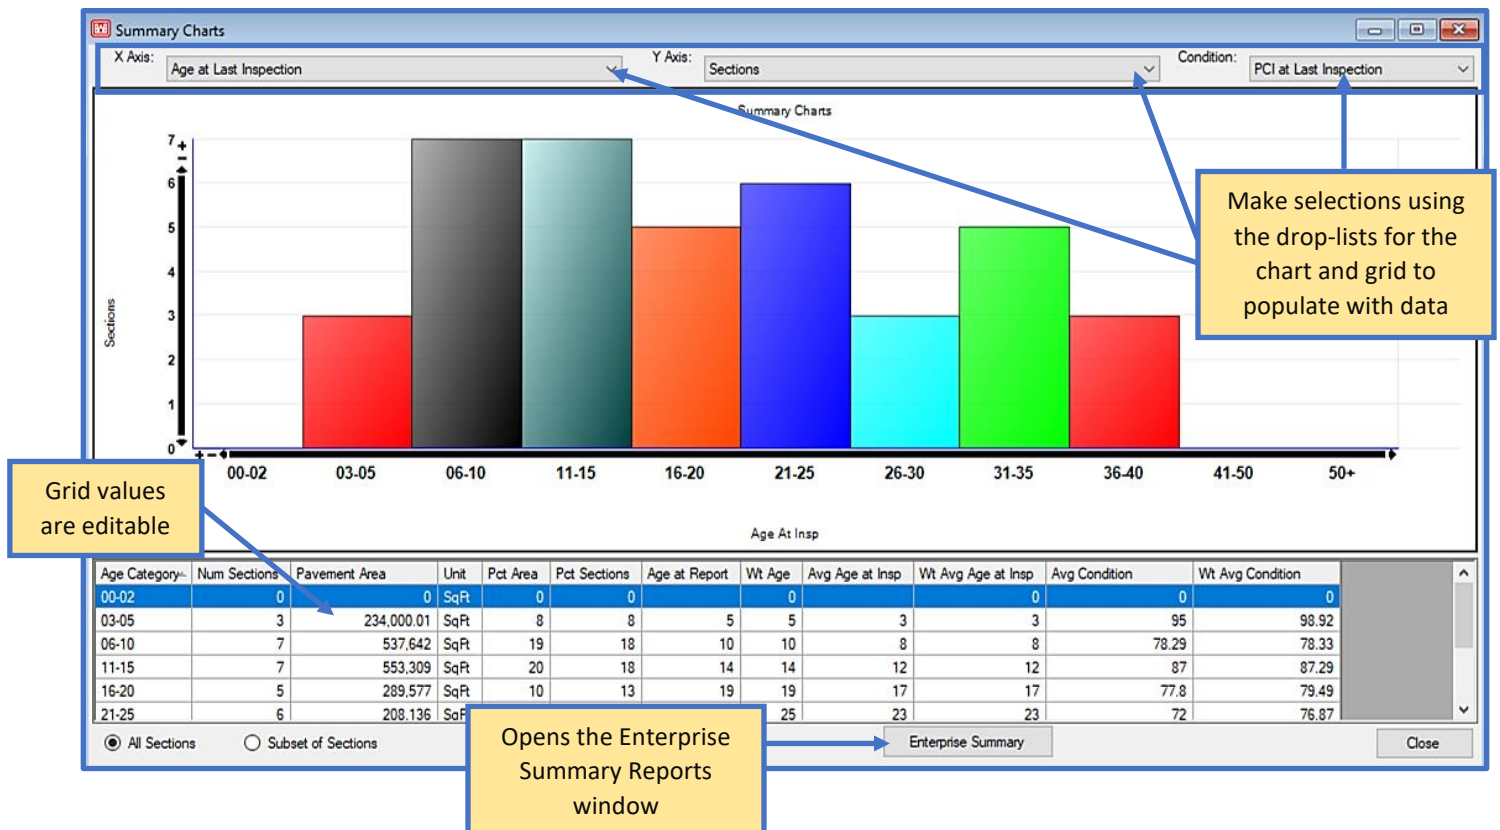 Summary Charts
X Axis: Age at Last Inspection Y Axis: Sections Condition: PCI at Last Inspection
Summary Charts
7
6
5
4
3
2
1
0
Sections
00-02 03-05 06-10 11-15 16-20 21-25 26-30 31-35 36-40 41-50 50+
Age At Insp
Make selections using
the drop-lists for the
chart and grid to
populate with data
Grid values
are editable
Age Category Num Sections Pavement Area Unit Pct Area Pct Sections Age at Report Wt Age Avg Age at Insp Wt Avg Age at Insp Avg Condition Wt Avg Condition
00-02 0 0 SqFt 0 0 0 0 0 0
03-05 3 234,000.01 SqFt 8 8 5 5 3 3 95 98.92
06-10 7 537,642 SqFt 19 18 10 10 8 8 78.29 78.33
11-15 7 553,309 SqFt 20 18 14 14 12 12 87 87.29
16-20 5 289,577 SqFt 10 13 19 19 17 17 77.8 79.49
21-25 6 208,136 SqF 25 23 23 72 76.87
All Sections Subset of Sections Enterprise Summary Close
Opens the Enterprise
Summary Reports
window